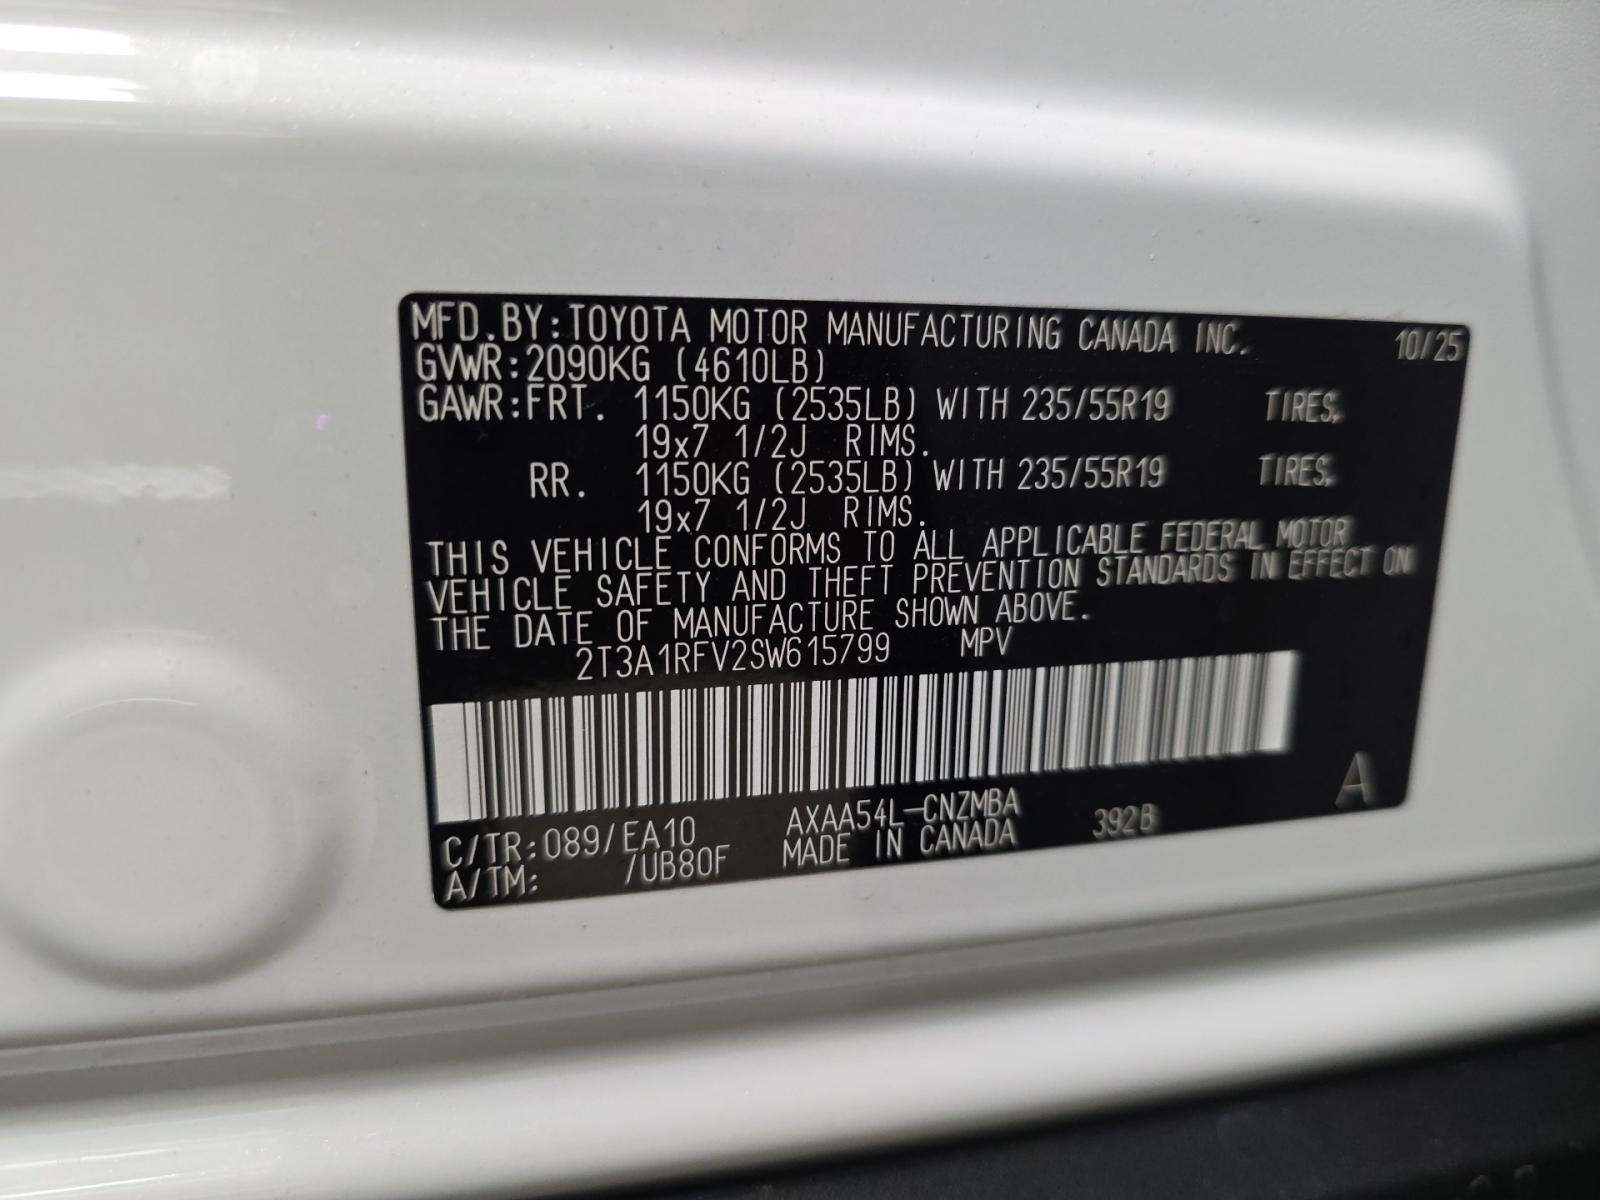 MFD.BY:TOYOTA MOTOR MANUFACTURING CANADA INC. 10/25
GVWR:2090KG (4610LB)
GAWR:FRT. 1150KG (2535LB) WITH 235/55R19 TIRES,
19x7 1/2J RIMS.
RR. 1150KG (2535LB) WITH 235/55R19 TIRES,
19x7 1/2J RIMS.
THIS VEHICLE CONFORMS TO ALL APPLICABLE FEDERAL MOTOR
VEHICLE SAFETY AND THEFT PREVENTION STANDARDS IN EFFECT ON
THE DATE OF MANUFACTURE SHOWN ABOVE.
2T3A1RFV2SW615799 MPV
C/TR:089/EA10 AXAA54L-CNZMBA 392B A
A/TM: /UB80F MADE IN CANADA